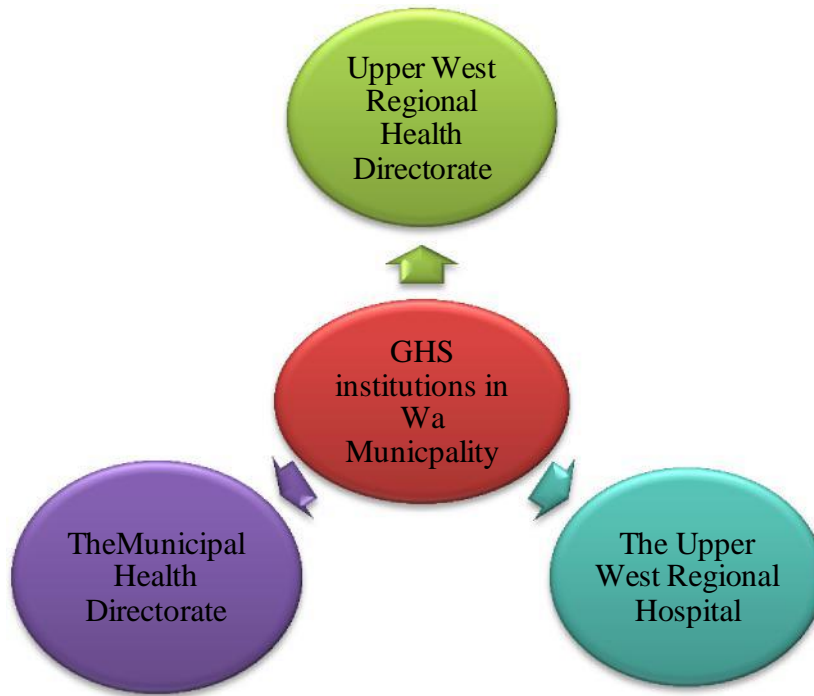 Upper West
Regional
Health
Directorate
GHS
institutions in
Wa
Municpality
TheMunicipal
Health
Directorate
The Upper
West Regional
Hospital